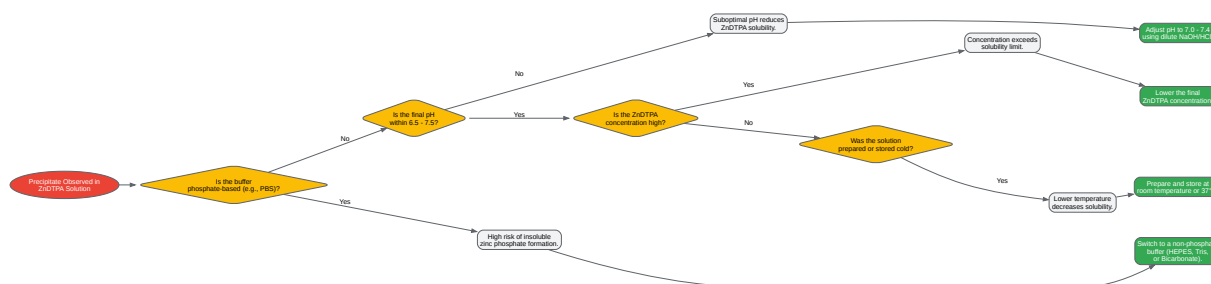 Suboptimal pH reduces
ZnDTPA solubility.
Adjust pH to 7.0 - 7.4
using dilute NaOH/HCl
Concentration exceeds
solubility limit.
No
Yes
Lower the final
ZnDTPA concentration
Is the final pH
within 6.5 - 7.5?
Yes
Is the ZnDTPA
concentration high?
No
No
Was the solution
prepared or stored cold?
Precipitate Observed in
ZnDTPA Solution
Is the buffer
phosphate-based (e.g., PBS)?
Yes
Prepare and store at
room temperature or 37°
Yes
Lower temperature
decreases solubility.
High risk of insoluble
zinc phosphate formation.
Switch to a non-phospha
buffer (HEPES, Tris,
or Bicarbonate).